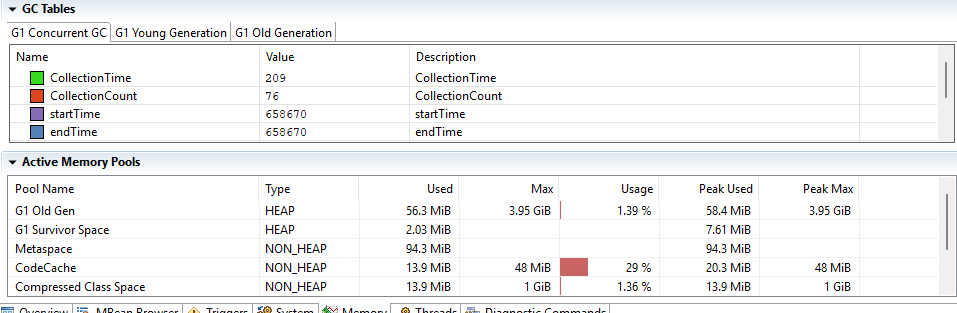 GC Tables
G1 Concurrent GC G1 Young Generation G1 Old Generation
Name Value Description
CollectionTime 209 CollectionTime
CollectionCount 76 CollectionCount
startTime 658670 startTime
endTime 658670 endTime
Active Memory Pools
Pool Name Type Used Max Usage Peak Used Peak Max
G1 Old Gen HEAP 56.3 MiB 3.95 GiB 1.39 % 58.4 MiB 3.95 GiB
G1 Survivor Space HEAP 2.03 MiB 7.61 MiB
Metaspace NON_HEAP 94.3 MiB 94.3 MiB
CodeCache NON_HEAP 13.9 MiB 48 MiB 29 % 20.3 MiB 48 MiB
Compressed Class Space NON_HEAP 13.9 MiB 1 GiB 1.36 % 13.9 MiB 1 GiB
Overview MBean Browser Triggers System Memory Threads Diagnostic Commands